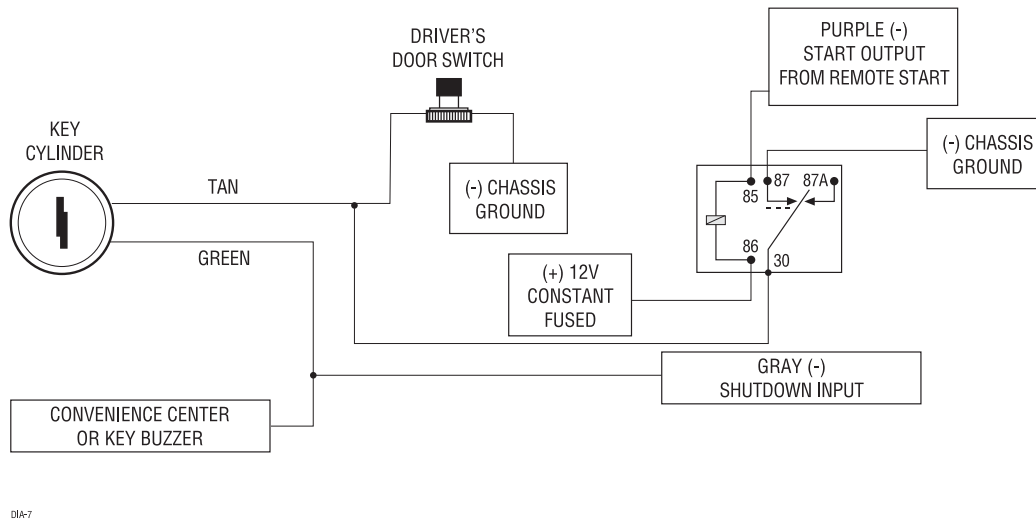 DRIVER'S
DOOR SWITCH
PURPLE (-)
START OUTPUT
FROM REMOTE START
KEY
CYLINDER
TAN
GREEN
(-) CHASSIS
GROUND
(-) CHASSIS
GROUND
87 87A
85
86
30
(+) 12V
CONSTANT
FUSED
GRAY (-)
SHUTDOWN INPUT
CONVENIENCE CENTER
OR KEY BUZZER
DIA-7